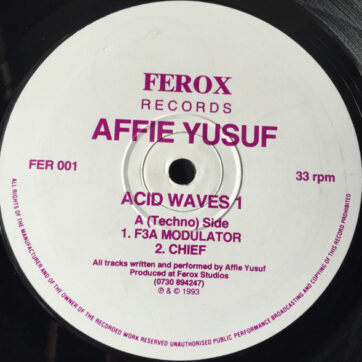 FEROX
RECORDS
AFFIE YUSUF
FER 001
33 rpm
ACID WAVES 1
A (Techno) Side
1. F3A MODULATOR
2. CHIEF
All tracks written and performed by Affie Yusuf
Produced at Ferox Studios
(0730 894247)
℗ & © 1993
ALL RIGHTS OF THE MANUFACTURER AND OF THE OWNER OF THE RECORDED WORK RESERVED UNAUTHORISED PUBLIC PERFORMANCE BROADCASTING AND COPYING OF THIS RECORD PROHIBITED